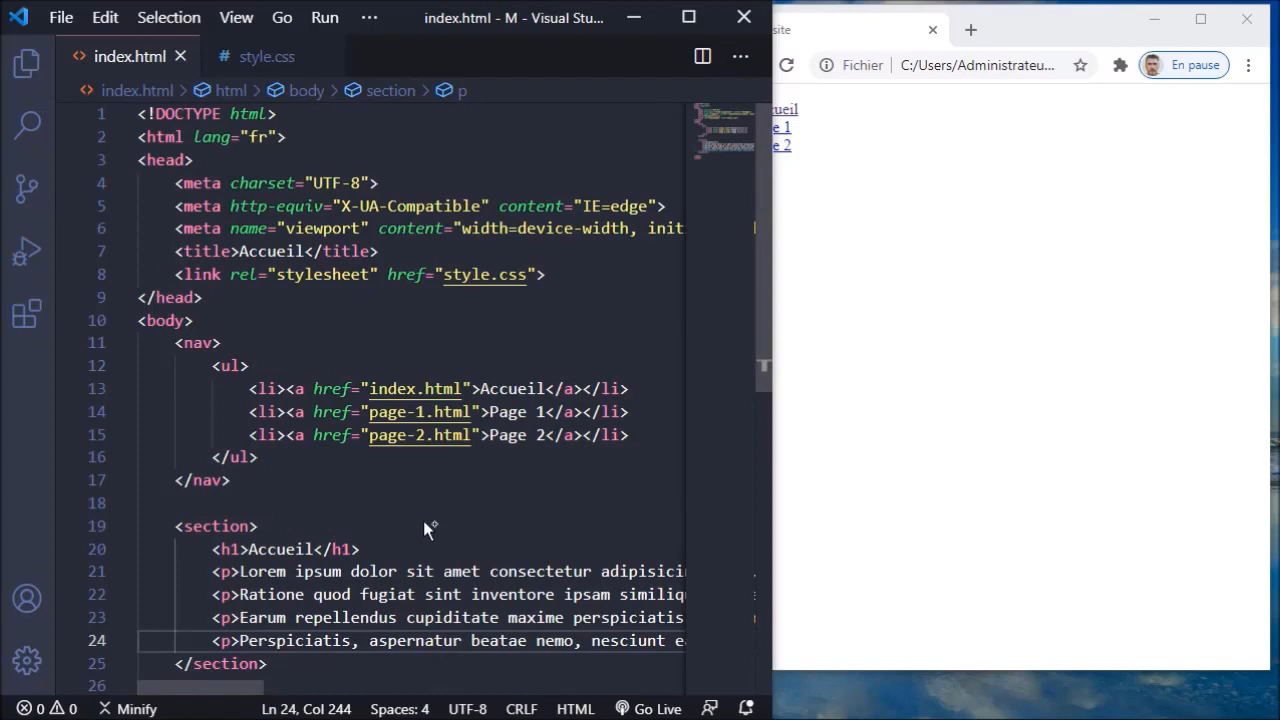 File Edit Selection View Go Run ··· index.html - M - Visual Stu...
index.html style.css
index.html > html > body > section > p
1 <!DOCTYPE html>
2 <html lang="fr">
3 <head>
4 <meta charset="UTF-8">
5 <meta http-equiv="X-UA-Compatible" content="IE=edge">
6 <meta name="viewport" content="width=device-width, init
7 <title>Accueil</title>
8 <link rel="stylesheet" href="style.css">
9 </head>
10 <body>
11 <nav>
12 <ul>
13 <li><a href="index.html">Accueil</a></li>
14 <li><a href="page-1.html">Page 1</a></li>
15 <li><a href="page-2.html">Page 2</a></li>
16 </ul>
17 </nav>
18
19 <section>
20 <h1>Accueil</h1>
21 <p>Lorem ipsum dolor sit amet consectetur adipisicin
22 <p>Ratione quod fugiat sint inventore ipsam similiq
23 <p>Earum repellendus cupiditate maxime perspiciatis
24 <p>Perspiciatis, aspernatur beatae nemo, nesciunt e
25 </section>
26
0 0 Minify Ln 24, Col 244 Spaces: 4 UTF-8 CRLF HTML Go Live
site
Fichier C:/Users/Administrateu... En pause
cueil
e 1
e 2